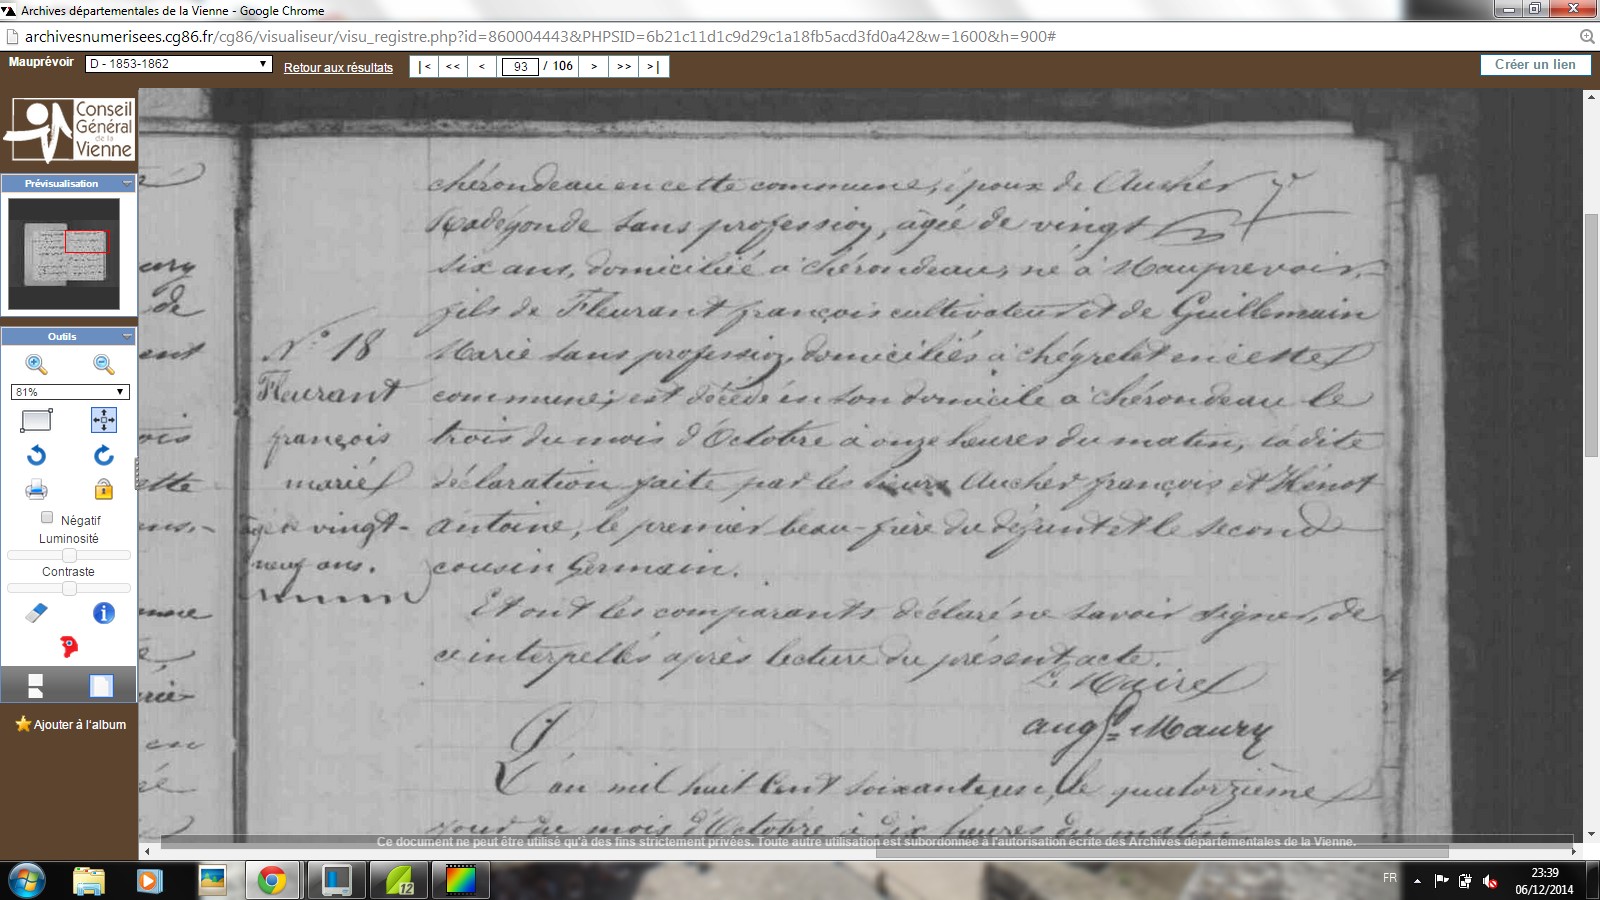 Archives départementales de la Vienne - Google Chrome
archivesnumerisees.cg86.fr/cg86/visualiseur/visu_registre.php?id=860004443&PHPSID=6b21c11d1c9d29c1a18fb5acd3fd0a42&w=1600&h=900#
Mauprévoir D - 1853-1862 Retour aux résultats |< << < 93 / 106 > >> >| Créer un lien
Conseil
Général
de la
Vienne
Prévisualisation
Outils
81%
Négatif
Luminosité
Contraste
Ajouter à l'album
chérondeau en cette commune, époux de Aucher
Radégonde sans profession, âgée de vingt
six ans, domiciliée à chérondeau, né à Mauprevoir,
fils de Fleurant françois cultivateur et de Guillemain
Marie sans profession, domiciliés à chégrelet en cette
commune, est décédé en son domicile à chérondeau le
trois du mois d'Octobre à onze heures du matin, ladite
déclaration faite par les sieurs Aucher françois et Hénot
antoine, le premier beau-frère du défunt et le second
cousin Germain.
Et ont les comparants déclaré ne savoir signer, de
ce interpellés après lecture du présent acte.
Le Maire
augte Maury
N° 18
Fleurant
françois
marié
âgé de vingt-
neuf ans.
L'an mil huit cent soixante un, le quatorzième
jour du mois d'Octobre à dix heures du matin
Ce document ne peut être utilisé qu'à des fins strictement privées. Toute autre utilisation est subordonnée à l'autorisation écrite des Archives départementales de la Vienne.
12
FR
23:39
06/12/2014